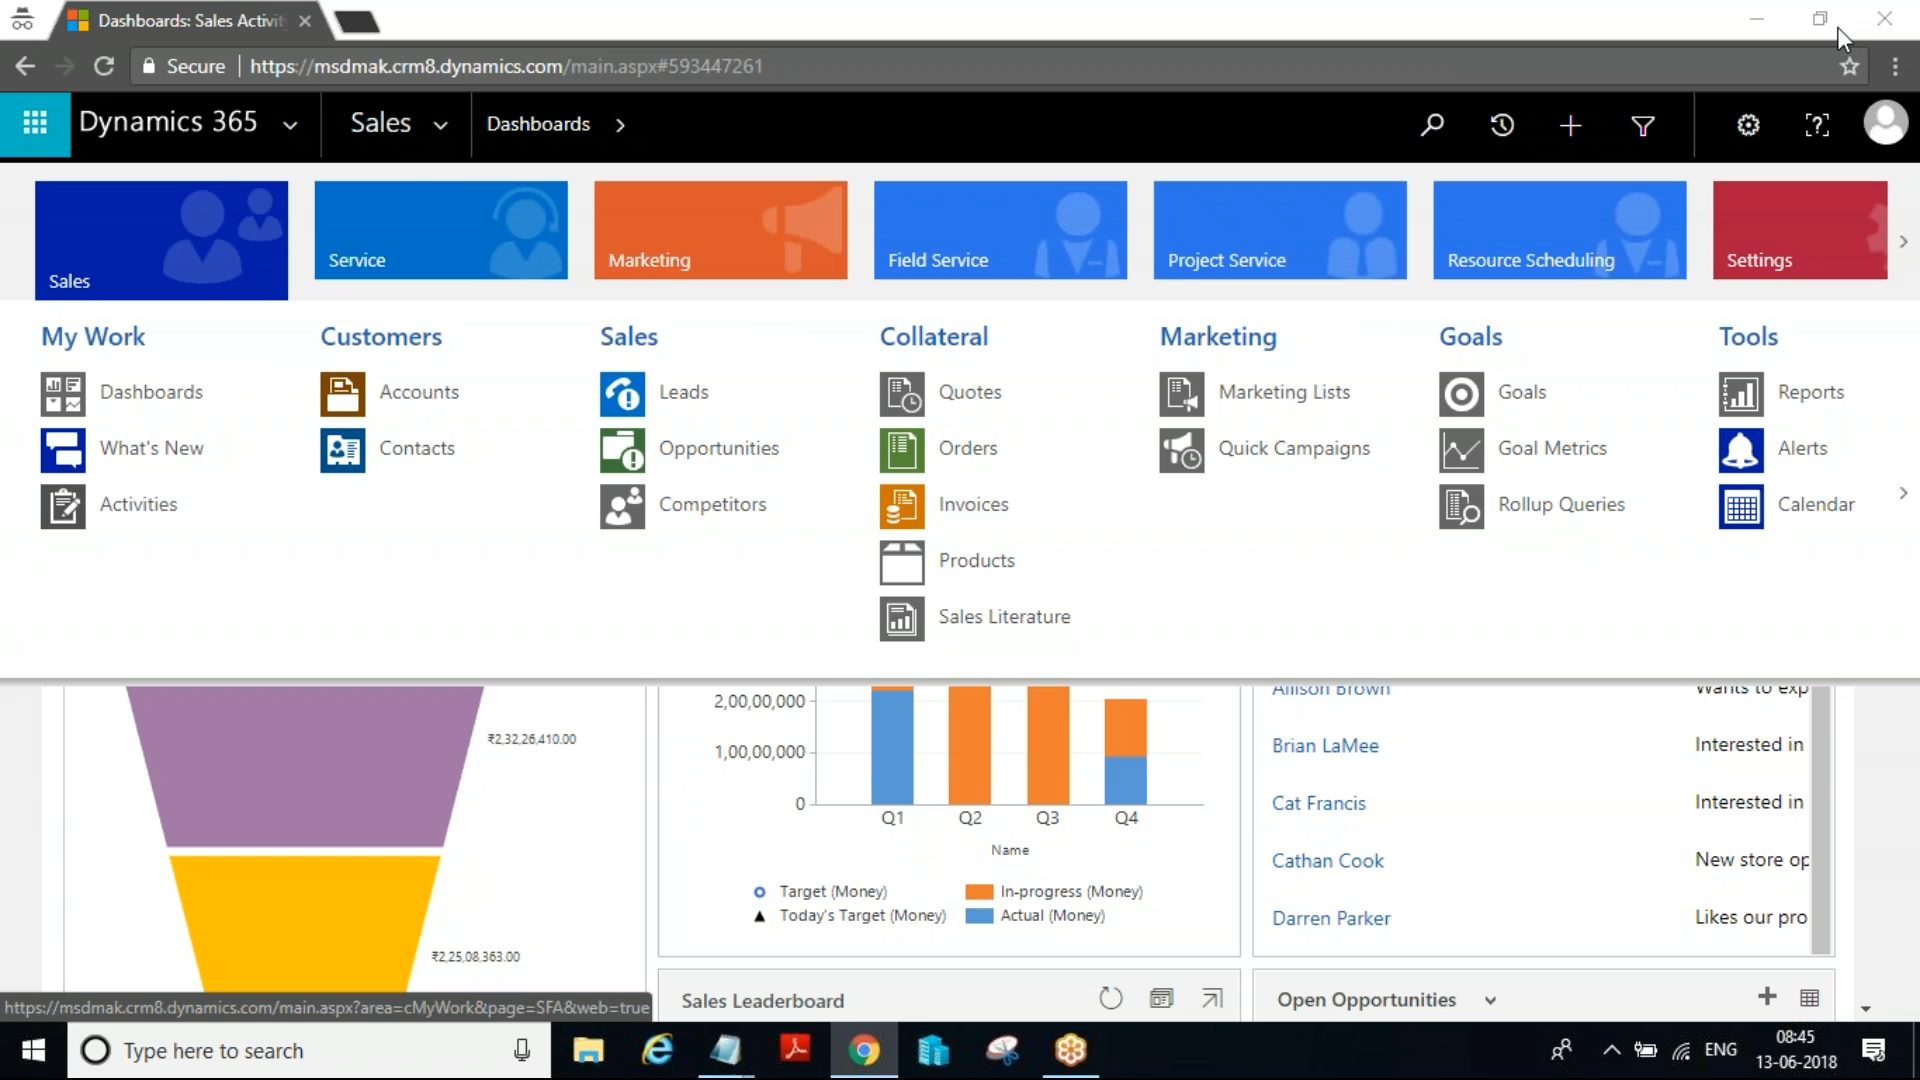 Dashboards: Sales Activit
Secure https://msdmak.crm8.dynamics.com/main.aspx#593447261
Dynamics 365 Sales Dashboards
Sales
Service
Marketing
Field Service
Project Service
Resource Scheduling
Settings
My Work
Dashboards
What's New
Activities
Customers
Accounts
Contacts
Sales
Leads
Opportunities
Competitors
Collateral
Quotes
Orders
Invoices
Products
Sales Literature
Marketing
Marketing Lists
Quick Campaigns
Goals
Goals
Goal Metrics
Rollup Queries
Tools
Reports
Alerts
Calendar
₹2,32,26,410.00
₹2,25,08,363.00
2,00,00,000
1,00,00,000
0
Q1 Q2 Q3 Q4
Name
Target (Money) In-progress (Money)
Today's Target (Money) Actual (Money)
Allison Brown Wants to exp
Brian LaMee Interested in
Cat Francis Interested in
Cathan Cook New store op
Darren Parker Likes our pro
Sales Leaderboard
Open Opportunities
https://msdmak.crm8.dynamics.com/main.aspx?area=cMyWork&page=SFA&web=true
Type here to search
ENG
08:45
13-06-2018